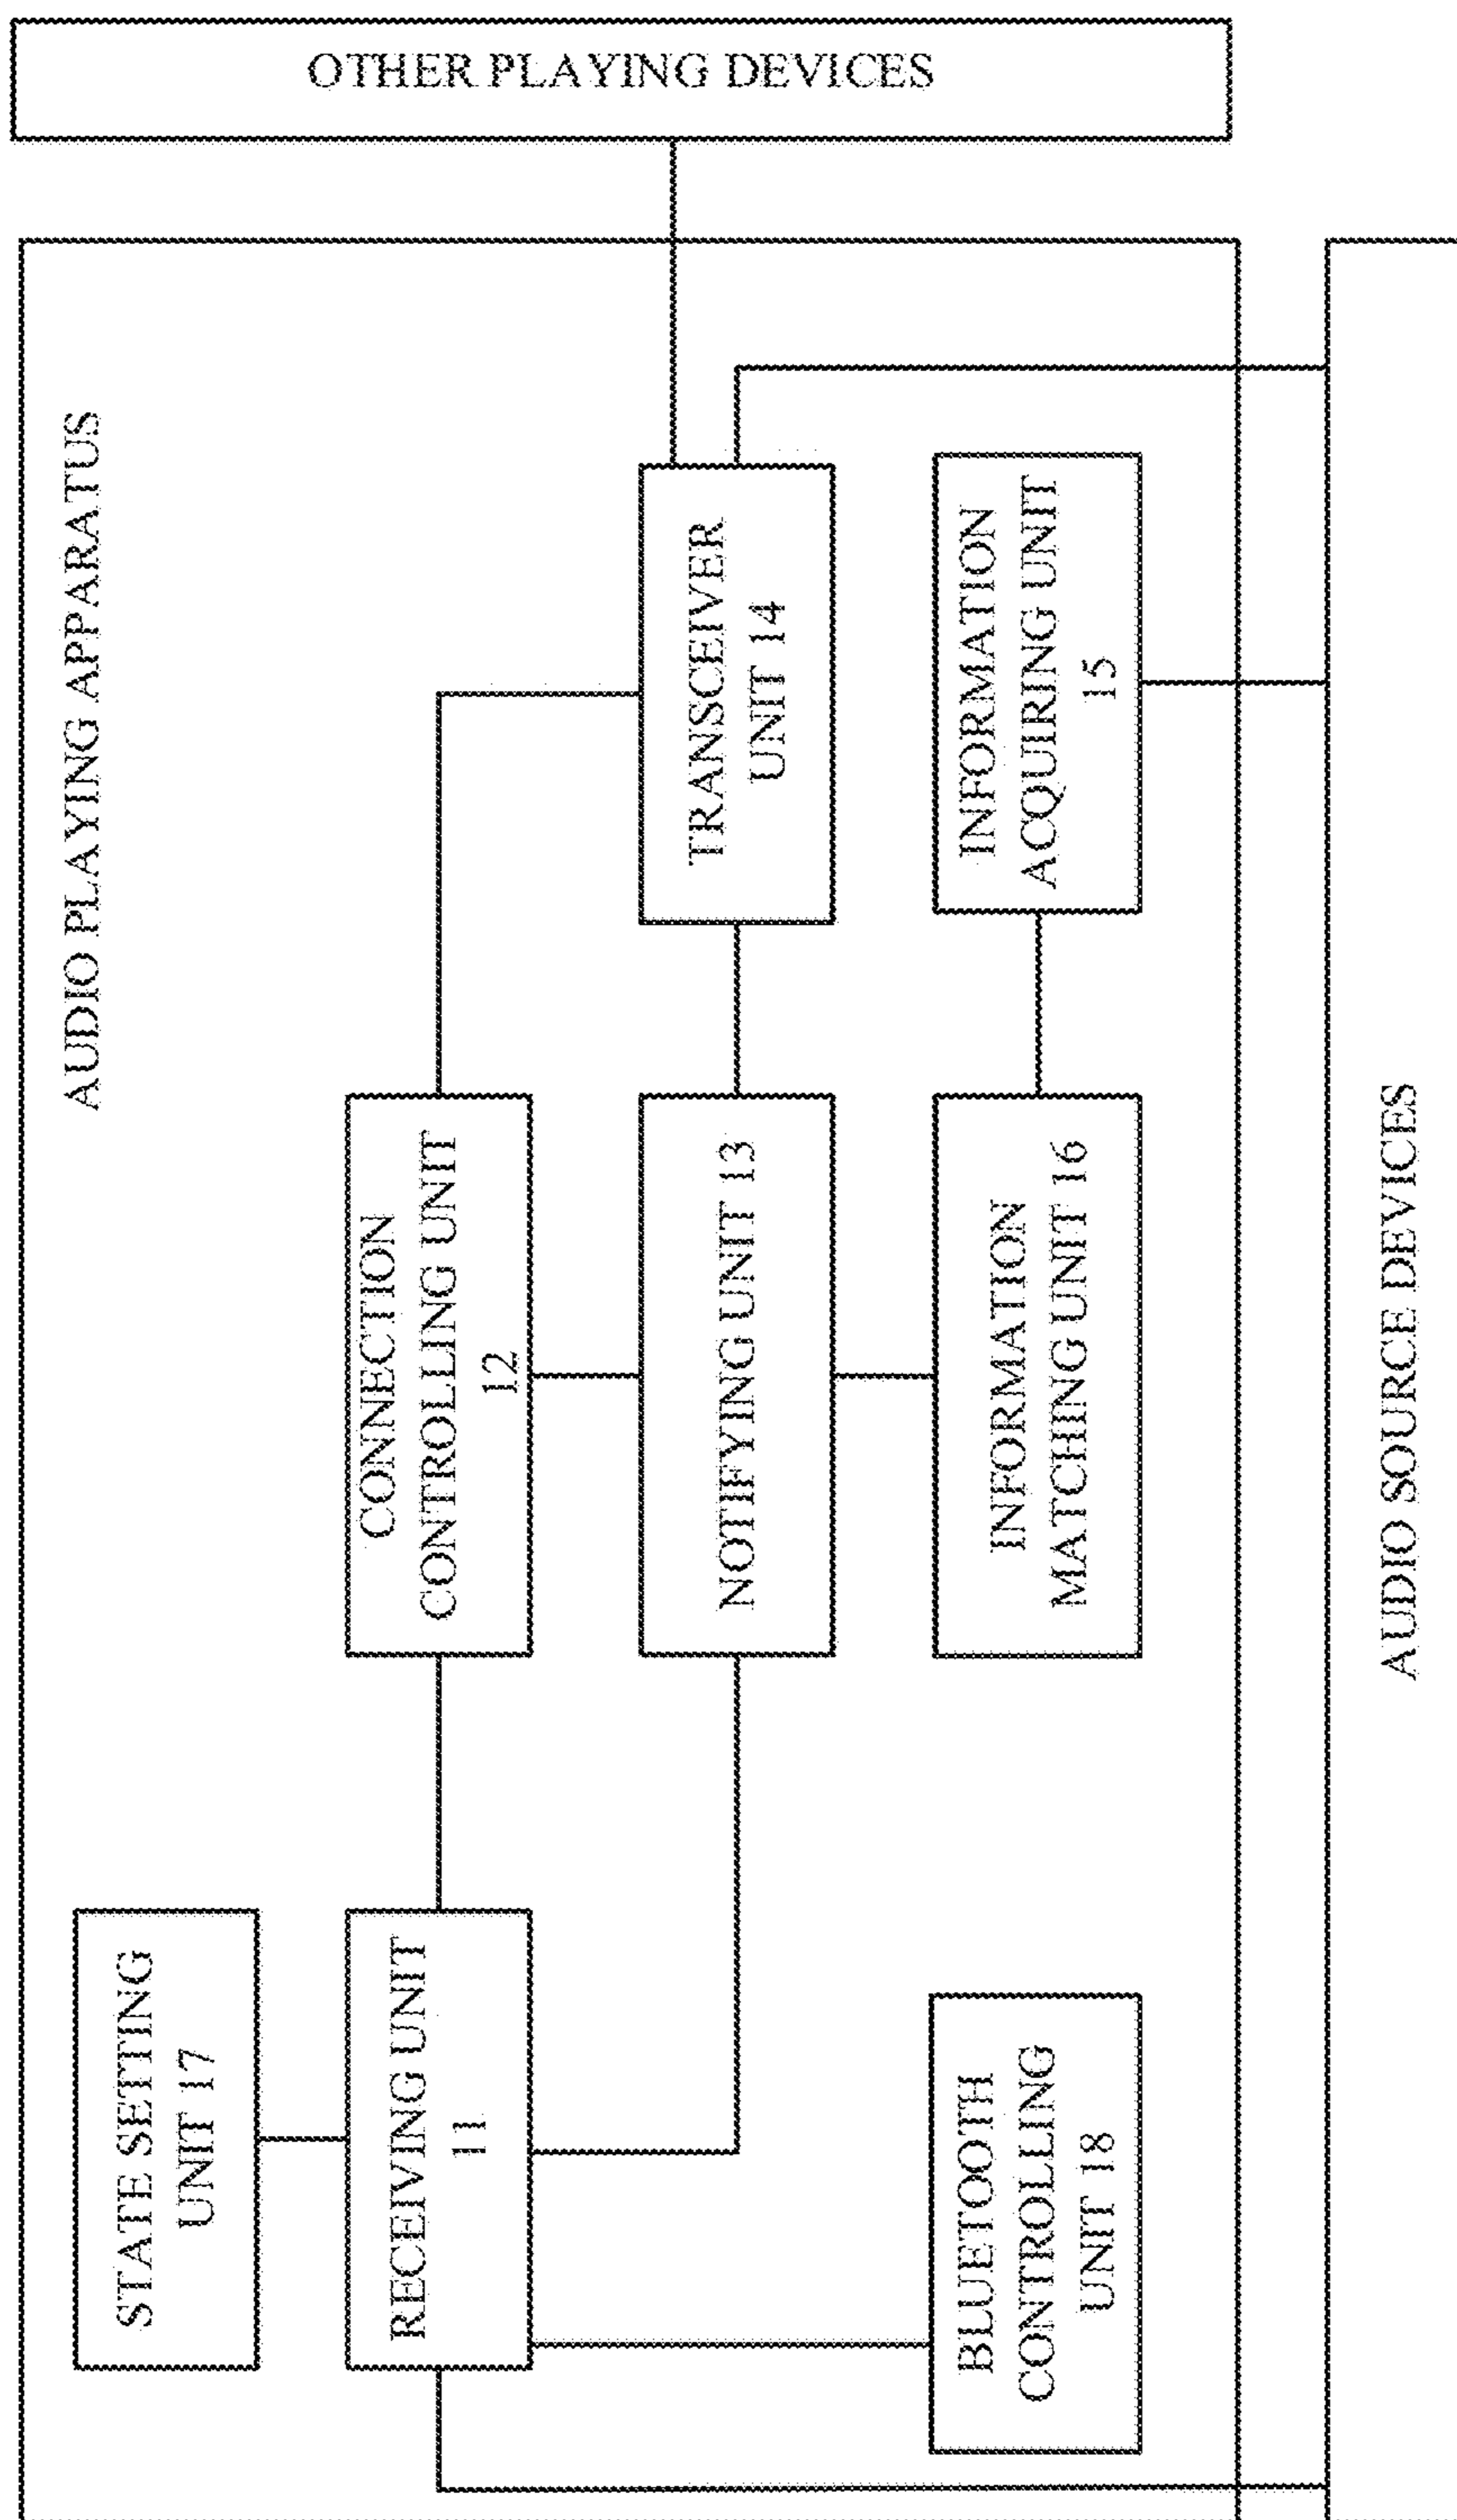 OTHER PLAYING DEVICES
AUDIO PLAYING APPARATUS
STATE SETTING
UNIT 17
RECEIVING UNIT
11
CONNECTION
CONTROLLING UNIT
12
TRANSCEIVER
UNIT 14
NOTIFYING UNIT 13
BLUETOOTH
CONTROLLING
UNIT 18
INFORMATION
MATCHING UNIT 16
INFORMATION
ACQUIRING UNIT
15
AUDIO SOURCE DEVICES